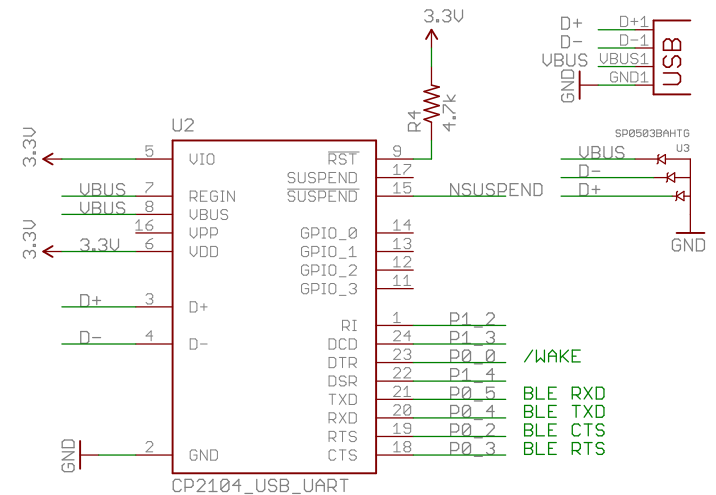 3.3V
D+
D+1
D-
D-1
VBUS
VBUS1
GND
GND1
USB
R4
4.7k
U2
SP0503BAHTG
U3
VBUS
D-
D+
GND
3.3V
5
VIO
RST
9
SUSPEND
17
VBUS
7
REGIN
SUSPEND
15
NSUSPEND
VBUS
8
VBUS
16
VPP
GPIO_0
14
3.3V
3.3V
6
VDD
GPIO_1
13
GPIO_2
12
GPIO_3
11
D+
3
D+
RI
1
P1_2
D-
4
D-
DCD
24
P1_3
DTR
23
P0_0
/WAKE
DSR
22
P1_4
TXD
21
P0_5
BLE RXD
RXD
20
P0_4
BLE TXD
RTS
19
P0_2
BLE CTS
GND
2
GND
CTS
18
P0_3
BLE RTS
CP2104_USB_UART